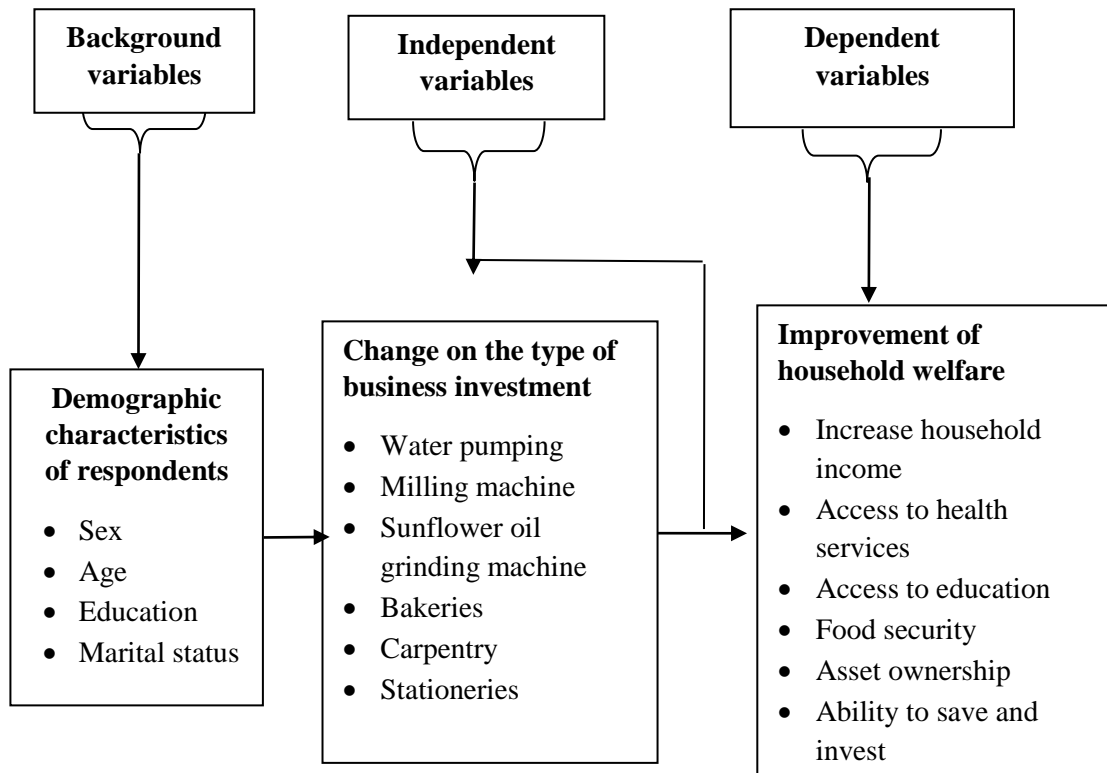 Background
variables
Independent
variables
Dependent
variables
Demographic
characteristics
of respondents
• Sex
• Age
• Education
• Marital status
Change on the type of
business investment
• Water pumping
• Milling machine
• Sunflower oil
grinding machine
• Bakeries
• Carpentry
• Stationeries
Improvement of
household welfare
• Increase household
income
• Access to health
services
• Access to education
• Food security
• Asset ownership
• Ability to save and
invest